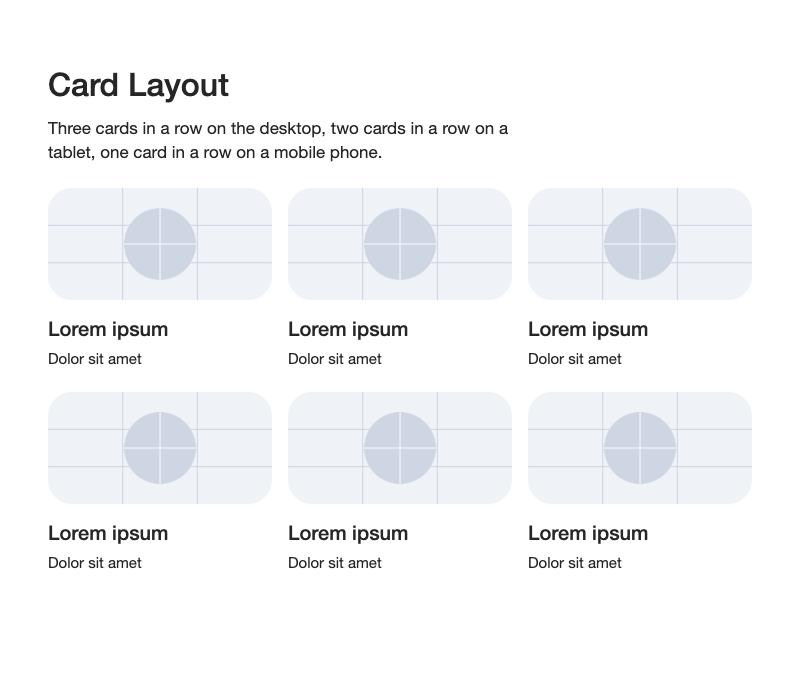 Card Layout
Three cards in a row on the desktop, two cards in a row on a
tablet, one card in a row on a mobile phone.
Lorem ipsum
Dolor sit amet
Lorem ipsum
Dolor sit amet
Lorem ipsum
Dolor sit amet
Lorem ipsum
Dolor sit amet
Lorem ipsum
Dolor sit amet
Lorem ipsum
Dolor sit amet